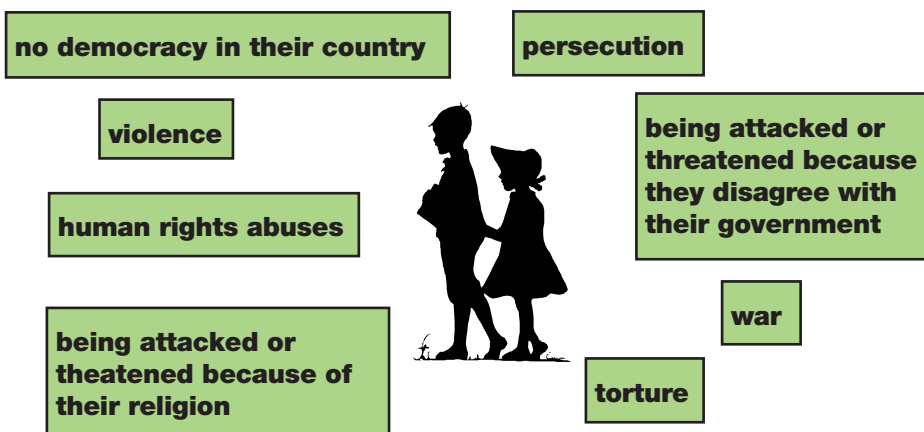 no democracy in their country
persecution
violence
being attacked or
threatened because
they disagree with
their government
human rights abuses
war
being attacked or
theatened because of
their religion
torture